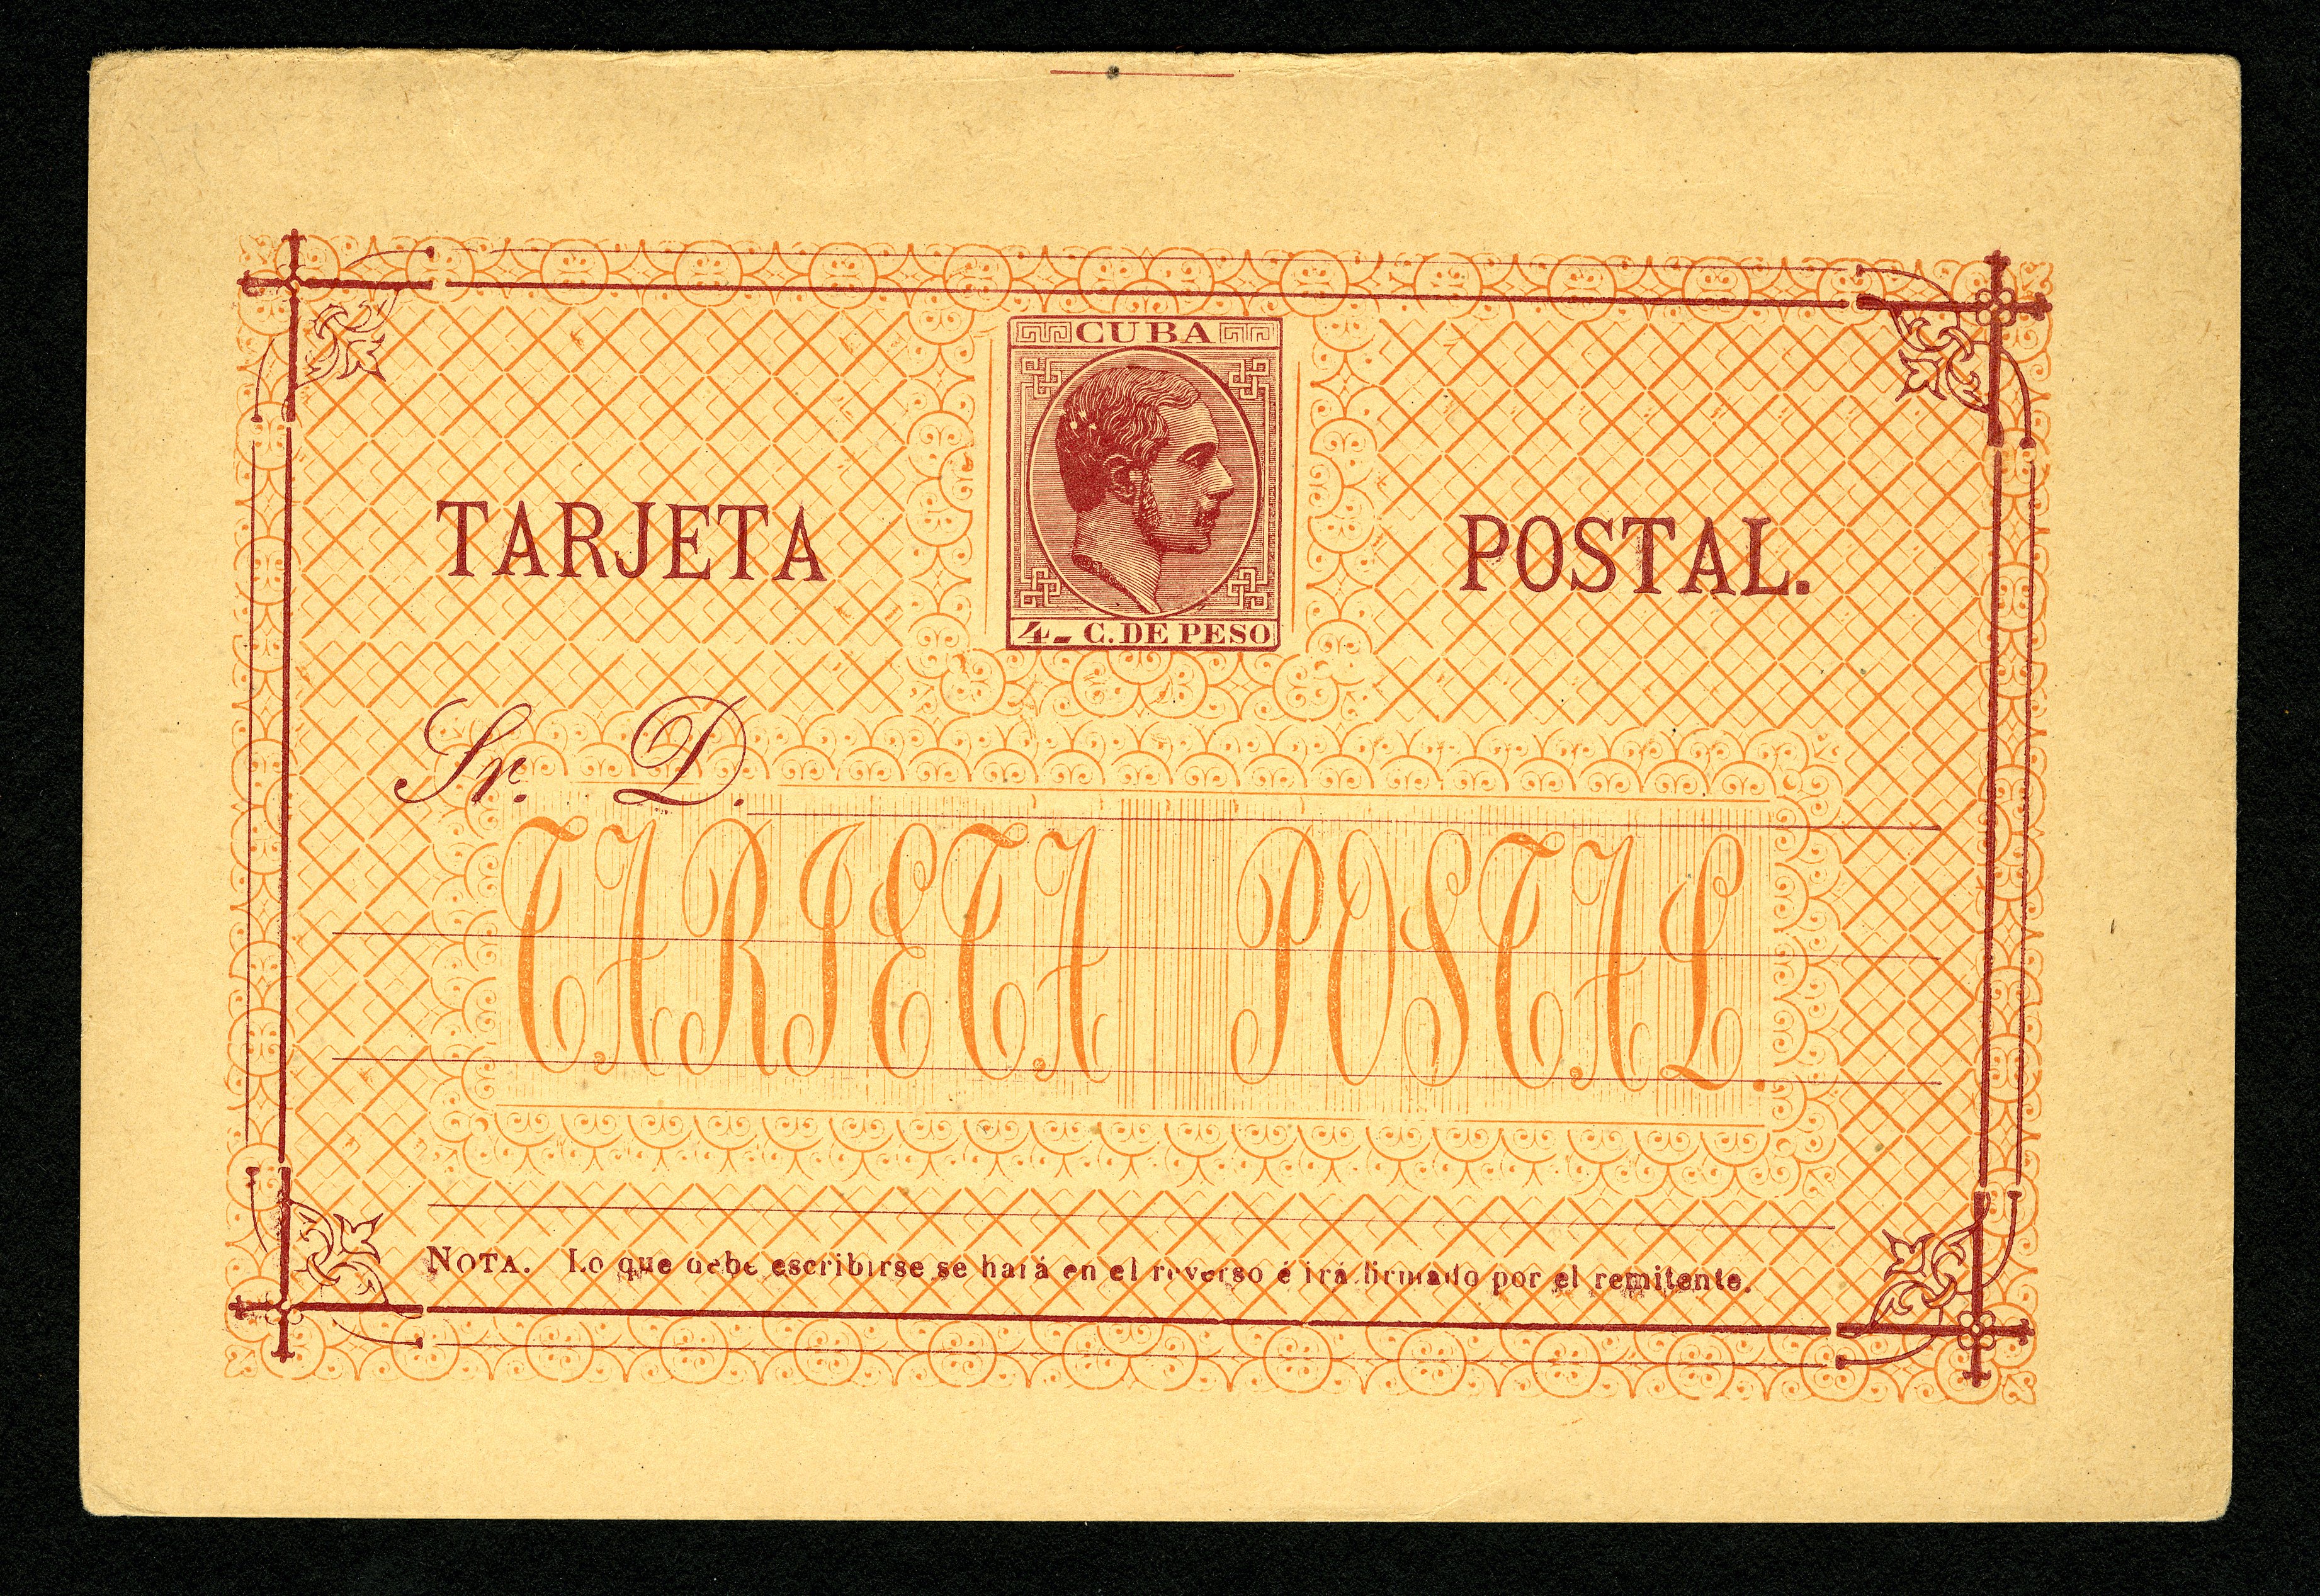 CUBA
TARJETA POSTAL.
4 - C. DE PESO
Sr. D.
TARJETA POSTAL.
NOTA. Lo que debe escribirse se hará en el reverso é irá firmado por el remitente.